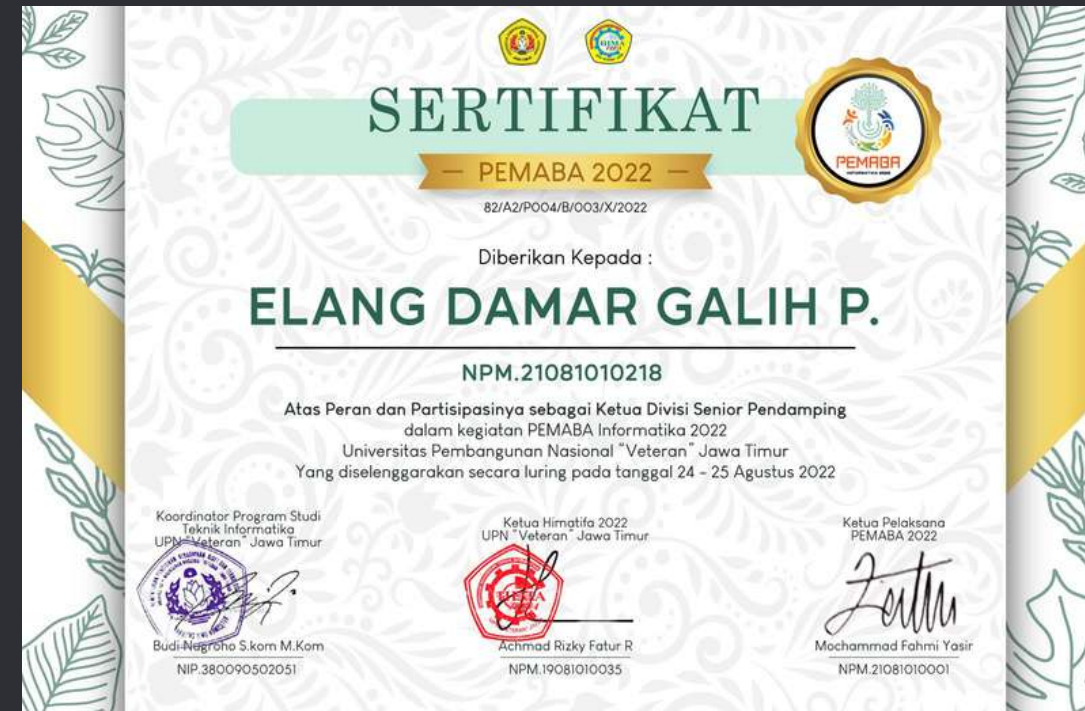 SERTIFIKAT
PEMABA
INFORMATIKA 2022
PEMABA 2022
82/A2/P004/B/003/X/2022
Diberikan Kepada :
ELANG DAMAR GALIH P.
NPM.21081010218
Atas Peran dan Partisipasinya sebagai Ketua Divisi Senior Pendamping
dalam kegiatan PEMABA Informatika 2022
Universitas Pembangunan Nasional "Veteran" Jawa Timur
Yang diselenggarakan secara luring pada tanggal 24 - 25 Agustus 2022
Koordinator Program Studi
Teknik Informatika
UPN "Veteran" Jawa Timur
Budi Nugroho S.kom M.Kom
NIP.380090502051
Ketua Himatifa 2022
UPN "Veteran" Jawa Timur
Achmad Rizky Fatur R
NPM.19081010035
Ketua Pelaksana
PEMABA 2022
Mochammad Fahmi Yasir
NPM.21081010001